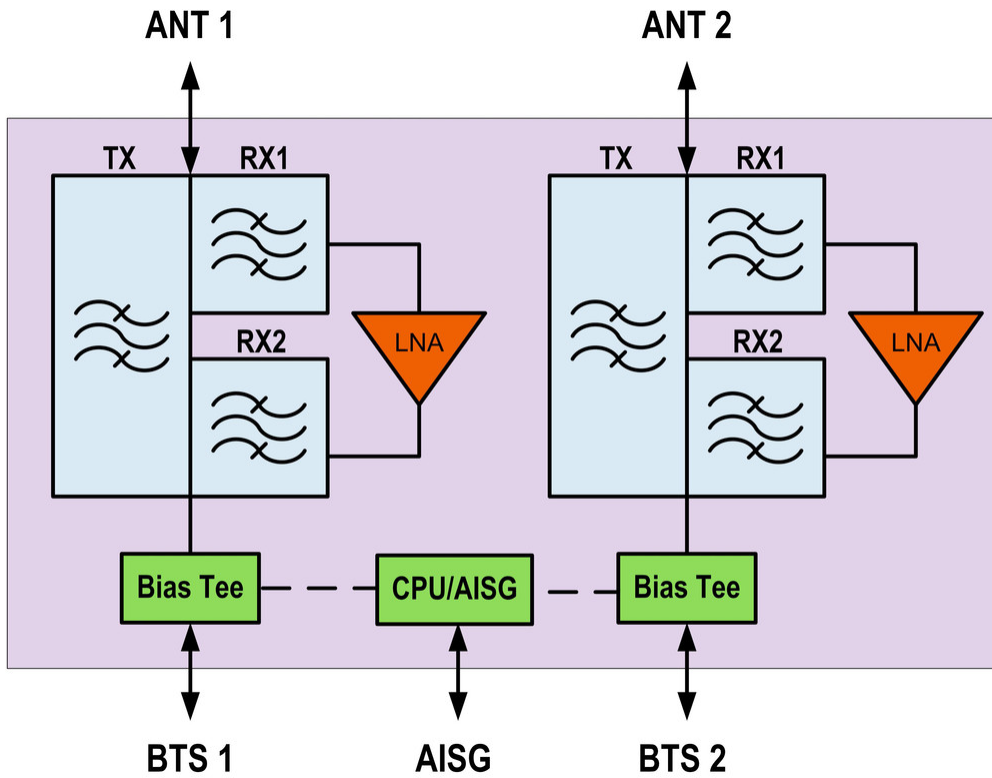 ANT 1
ANT 2
TX
RX1
TX
RX1
LNA
LNA
RX2
RX2
Bias Tee
CPU/AISG
Bias Tee
BTS 1
AISG
BTS 2